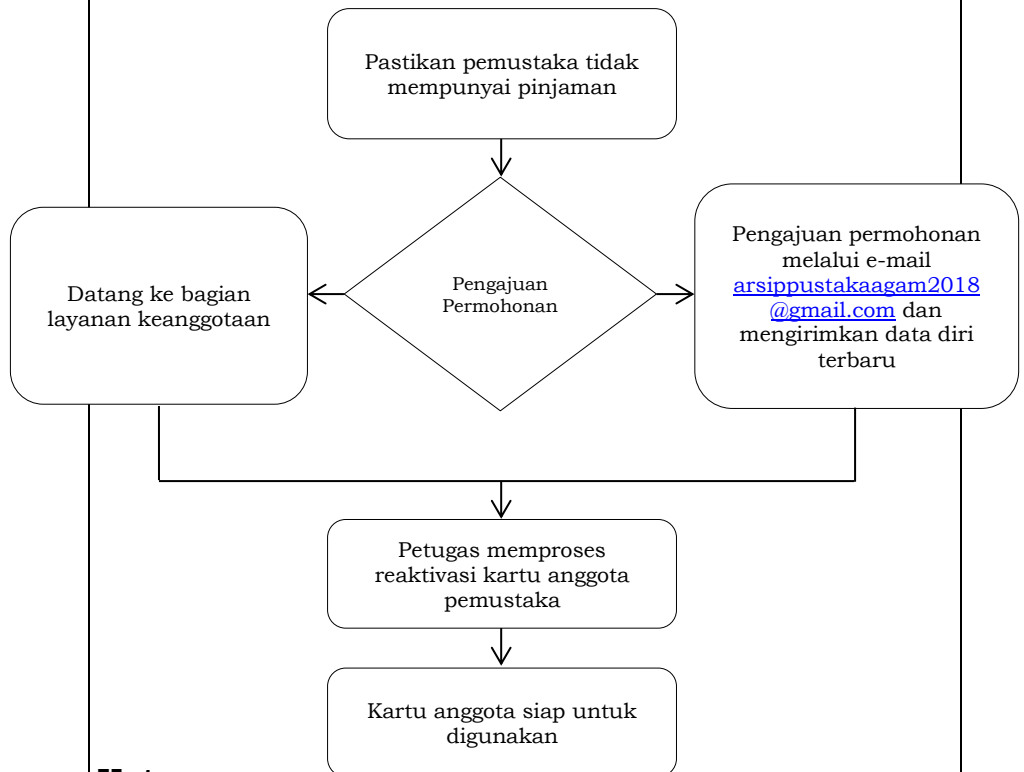 Pastikan pemustaka tidak
mempunyai pinjaman
Pengajuan
Permohonan
Datang ke bagian
layanan keanggotaan
Pengajuan permohonan
melalui e-mail
arsippustakaagam2018
@gmail.com dan
mengirimkan data diri
terbaru
Petugas memproses
reaktivasi kartu anggota
pemustaka
Kartu anggota siap untuk
digunakan